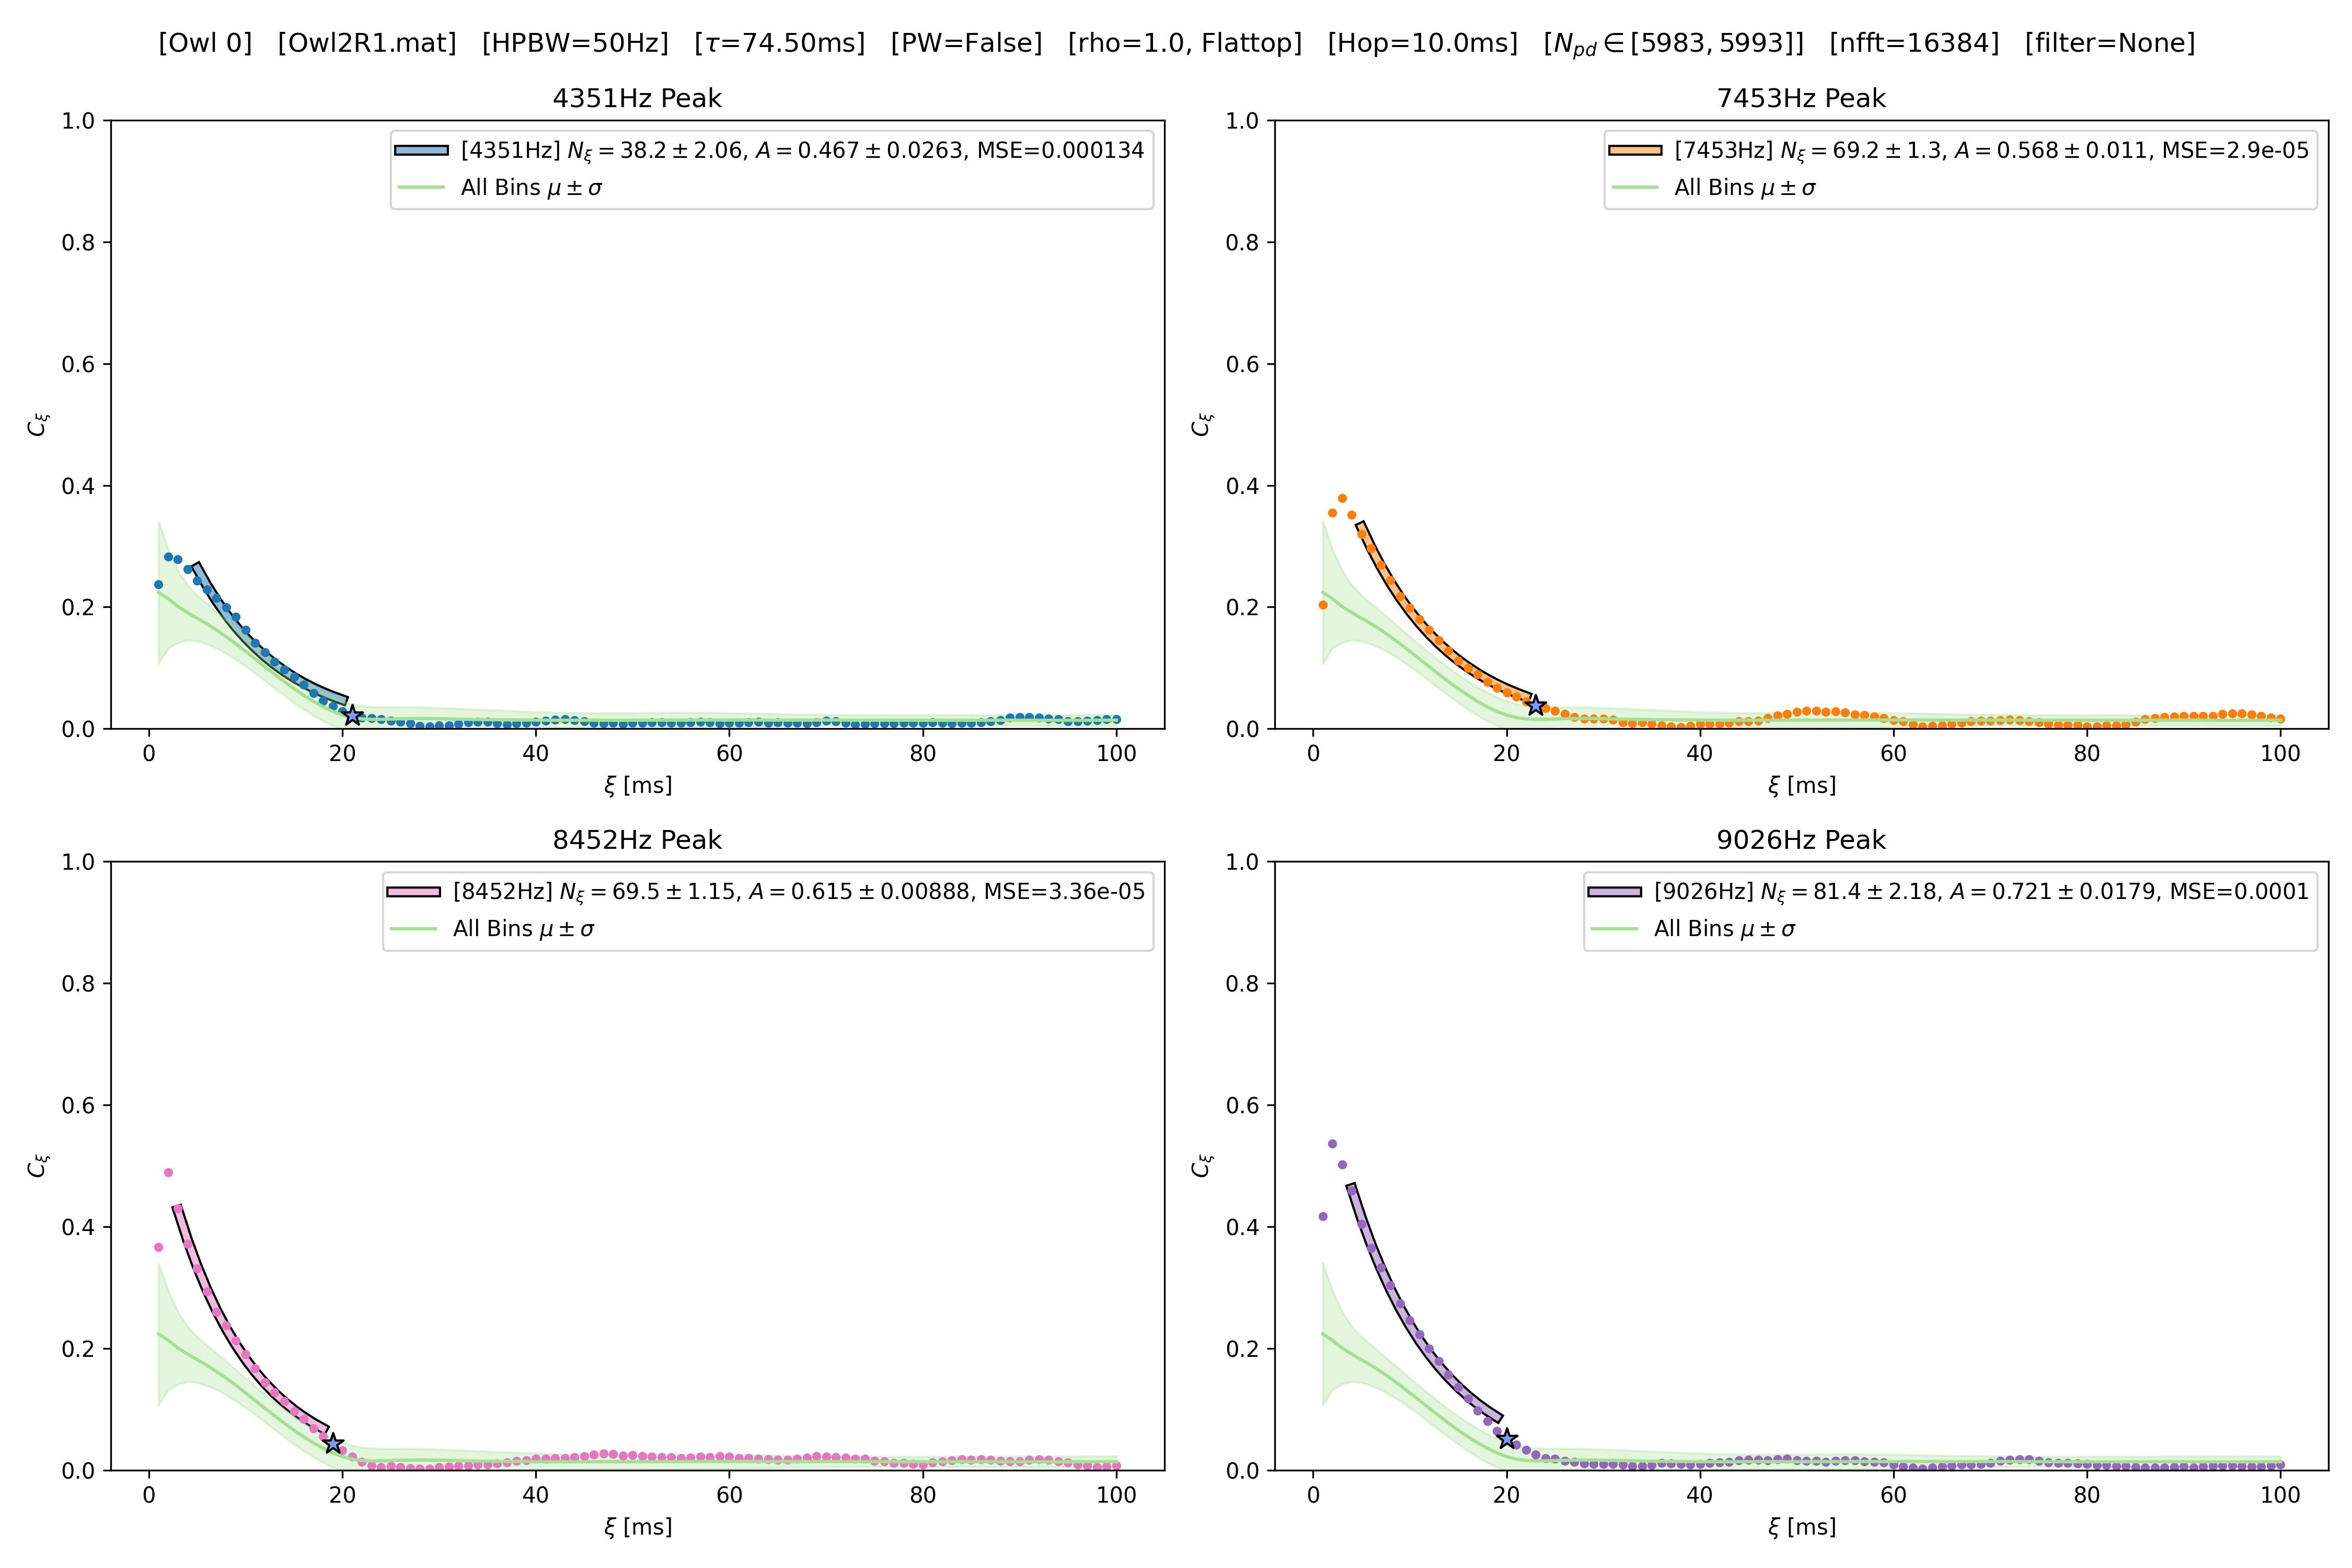 [Owl 0] [Owl2R1.mat] [HPBW=50Hz] [τ=74.50ms] [PW=False] [rho=1.0, Flattop] [Hop=10.0ms] [N_pd ∈ [5983, 5993]] [nfft=16384] [filter=None]
4351Hz Peak
[4351Hz] N_ξ = 38.2 ± 2.06, A = 0.467 ± 0.0263, MSE=0.000134
All Bins μ ± σ
1.0
0.8
0.6
0.4
0.2
0.0
C_ξ
0 20 40 60 80 100
ξ [ms]
7453Hz Peak
[7453Hz] N_ξ = 69.2 ± 1.3, A = 0.568 ± 0.011, MSE=2.9e-05
All Bins μ ± σ
1.0
0.8
0.6
0.4
0.2
0.0
C_ξ
0 20 40 60 80 100
ξ [ms]
8452Hz Peak
[8452Hz] N_ξ = 69.5 ± 1.15, A = 0.615 ± 0.00888, MSE=3.36e-05
All Bins μ ± σ
1.0
0.8
0.6
0.4
0.2
0.0
C_ξ
0 20 40 60 80 100
ξ [ms]
9026Hz Peak
[9026Hz] N_ξ = 81.4 ± 2.18, A = 0.721 ± 0.0179, MSE=0.0001
All Bins μ ± σ
1.0
0.8
0.6
0.4
0.2
0.0
C_ξ
0 20 40 60 80 100
ξ [ms]